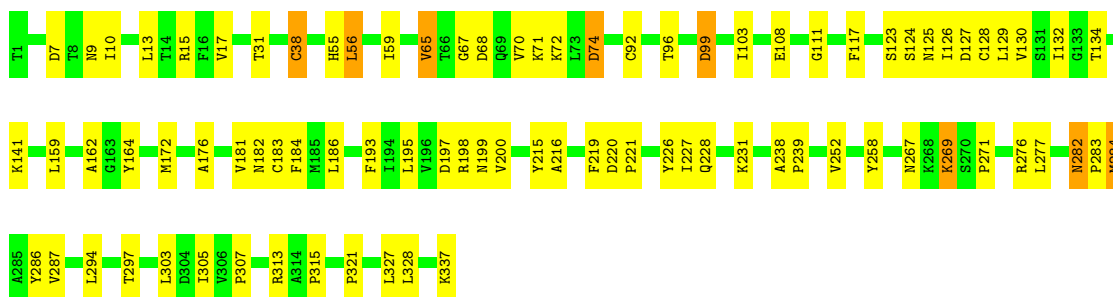 T1 D7 T8 N9 I10 L13 T14 R15 F16 V17 T31 C38 H55 L56 I59 V65 T66 G67 D68 Q69 V70 K71 K72 L73 D74 C92 T96 D99 I103 E108 G111 F117 S123 S124 N125 I126 D127 C128 L129 V130 S131 I132 G133 T134
K141 L159 A162 G163 Y164 M172 A176 V181 N182 C183 F184 M185 L186 F193 I194 L195 V196 D197 R198 N199 V200 Y215 A216 F219 D220 P221 Y226 I227 Q228 K231 A238 P239 V252 Y258 N267 K268 K269 S270 P271 R276 L277 N282 P283
A285 Y286 V287 L294 T297 L303 D304 I305 V306 P307 R313 A314 P315 P321 L327 L328 K337